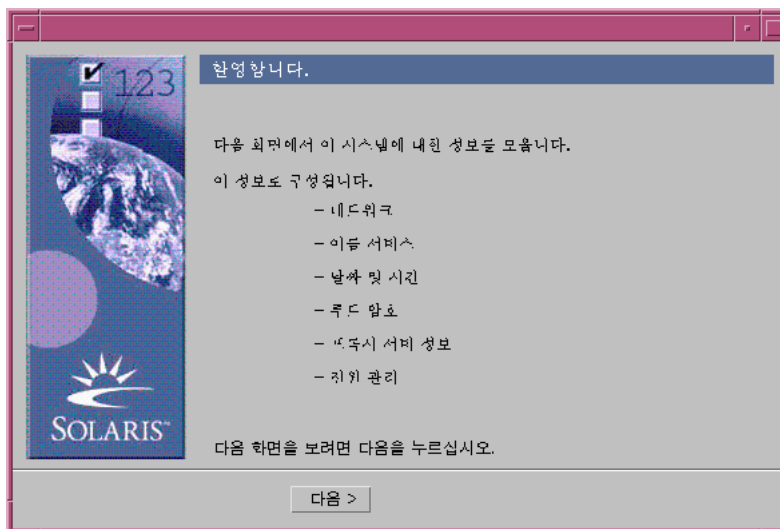 123
SOLARIS™
환영합니다.
다음 화면에서 이 시스템에 대한 정보를 모읍니다.
이 정보로 구성됩니다.
– 네트워크
– 이름 서비스
– 날짜 및 시간
– 루트 암호
– 프록시 서버 정보
– 전원 관리
다음 화면을 보려면 다음을 누르십시오.
다음 >